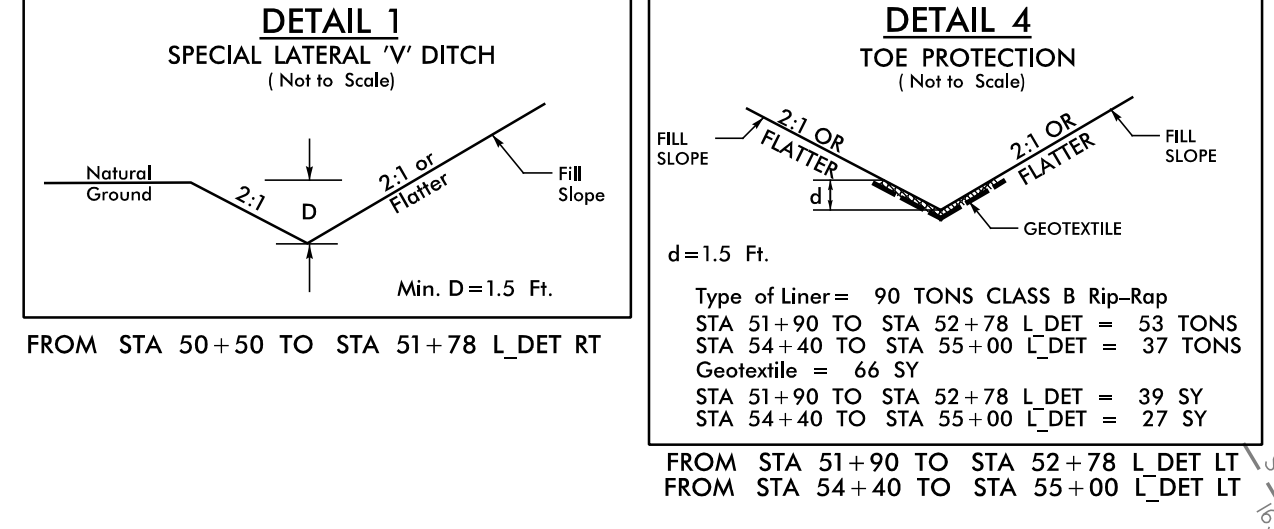 DETAIL 1
SPECIAL LATERAL 'V' DITCH
( Not to Scale)
Natural
Ground
2:1
D
2:1 or
Flatter
Fill
Slope
Min. D=1.5 Ft.
FROM STA 50+50 TO STA 51+78 L_DET RT
DETAIL 4
TOE PROTECTION
( Not to Scale)
FILL
SLOPE
2:1 OR
FLATTER
2:1 OR
FLATTER
FILL
SLOPE
d
GEOTEXTILE
d=1.5 Ft.
Type of Liner= 90 TONS CLASS B Rip-Rap
STA 51+90 TO STA 52+78 L_DET = 53 TONS
STA 54+40 TO STA 55+00 L_DET = 37 TONS
Geotextile = 66 SY
STA 51+90 TO STA 52+78 L_DET = 39 SY
STA 54+40 TO STA 55+00 L_DET = 27 SY
FROM STA 51+90 TO STA 52+78 L_DET LT
FROM STA 54+40 TO STA 55+00 L_DET LT